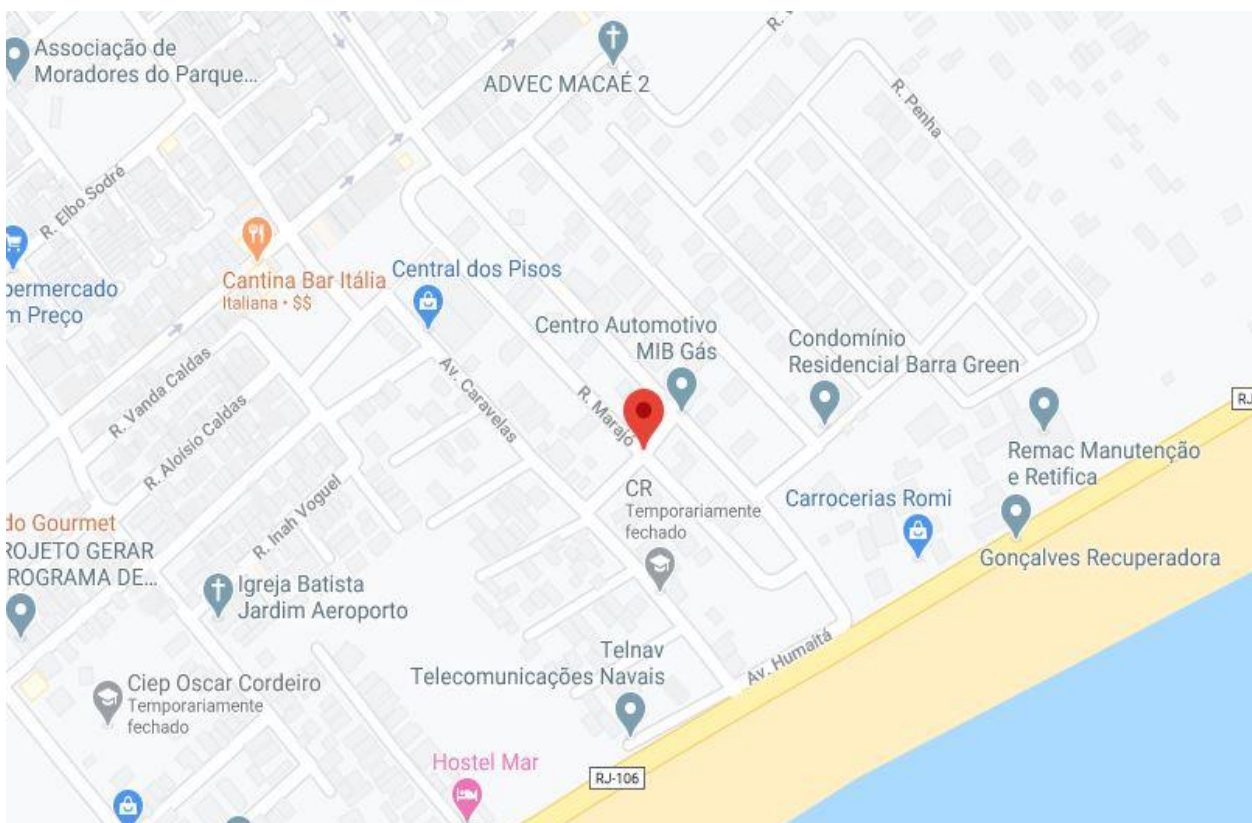 Associação de
Moradores do Parque...
ADVEC MACAÉ 2
R. Penha
R. Elbo Sodré
Cantina Bar Itália
Italiana • $$
Central dos Pisos
permercado
m Preço
Centro Automotivo
MIB Gás
Condomínio
Residencial Barra Green
R. Vanda Caldas
Av. Caravelas
R. Marajó
RJ
R. Aloísio Caldas
Remac Manutenção
e Retifica
CR
Temporariamente
fechado
Carrocerias Romi
R. Inah Voguel
do Gourmet
ROJETO GERAR
ROGRAMA DE...
Gonçalves Recuperadora
Igreja Batista
Jardim Aeroporto
Av. Humaitá
Telnav
Telecomunicações Navais
Ciep Oscar Cordeiro
Temporariamente
fechado
Hostel Mar
RJ-106